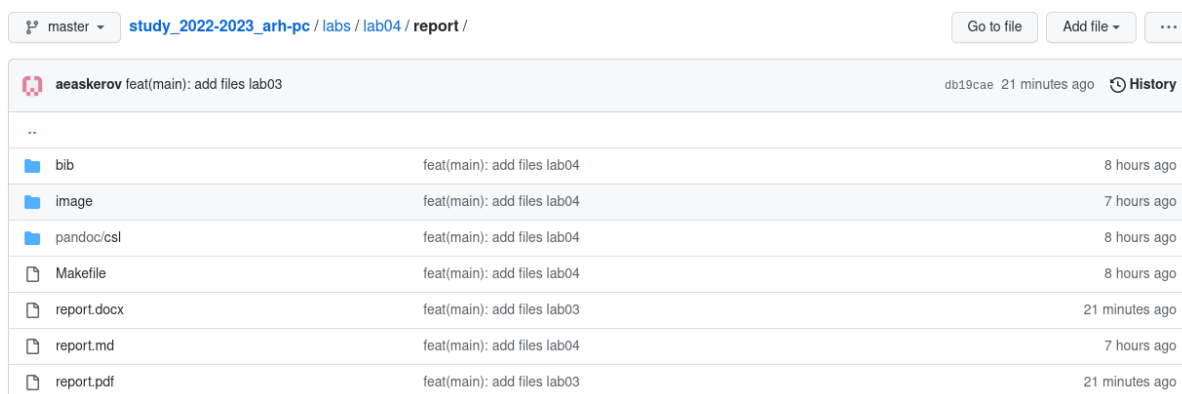 master study_2022-2023_arh-pc / labs / lab04 / report / Go to file Add file ...
aeaskerov feat(main): add files lab03 db19cae 21 minutes ago History
..
bib feat(main): add files lab04 8 hours ago
image feat(main): add files lab04 7 hours ago
pandoc/csl feat(main): add files lab04 8 hours ago
Makefile feat(main): add files lab04 8 hours ago
report.docx feat(main): add files lab03 21 minutes ago
report.md feat(main): add files lab04 7 hours ago
report.pdf feat(main): add files lab03 21 minutes ago